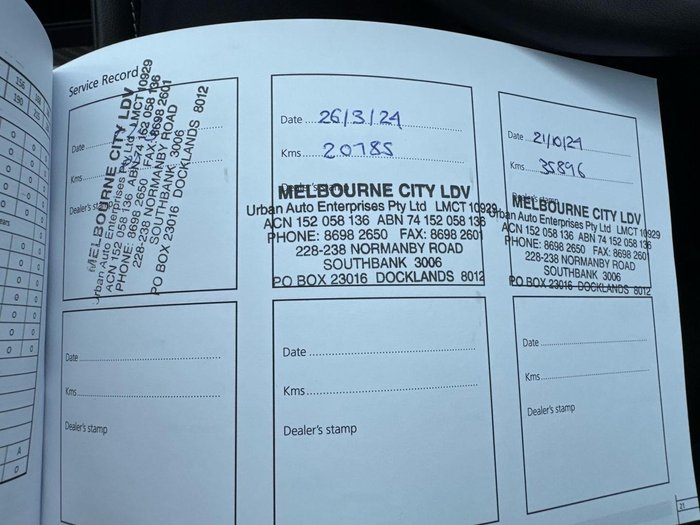 Service Record
Date
Kms
Dealer's
MELBOURNE CITY LDV
Urban Auto Enterprises Pty Ltd LMCT 10929
ACN 152 058 136 ABN 74 152 058 136
PHONE: 8698 2650 FAX: 8698 2601
228-238 NORMANBY ROAD
SOUTHBANK 3006
PO BOX 23016 DOCKLANDS 8012
Date 26/3/24
Kms 20785
Dealer's stamp
MELBOURNE CITY LDV
Urban Auto Enterprises Pty Ltd LMCT 10929
ACN 152 058 136 ABN 74 152 058 136
PHONE: 8698 2650 FAX: 8698 2601
228-238 NORMANBY ROAD
SOUTHBANK 3006
PO BOX 23016 DOCKLANDS 8012
Date 21/10/24
Kms 35896
Dealer's stamp
MELBOURNE CITY LDV
Urban Auto Enterprises Pty Ltd LMCT 10929
ACN 152 058 136 ABN 74 152 058 136
PHONE: 8698 2650 FAX: 8698 2601
228-238 NORMANBY ROAD
SOUTHBANK 3006
PO BOX 23016 DOCKLANDS 8012
Date
Kms
Dealer's stamp
Date
Kms
Dealer's stamp
Date
Kms
Dealer's stamp
21